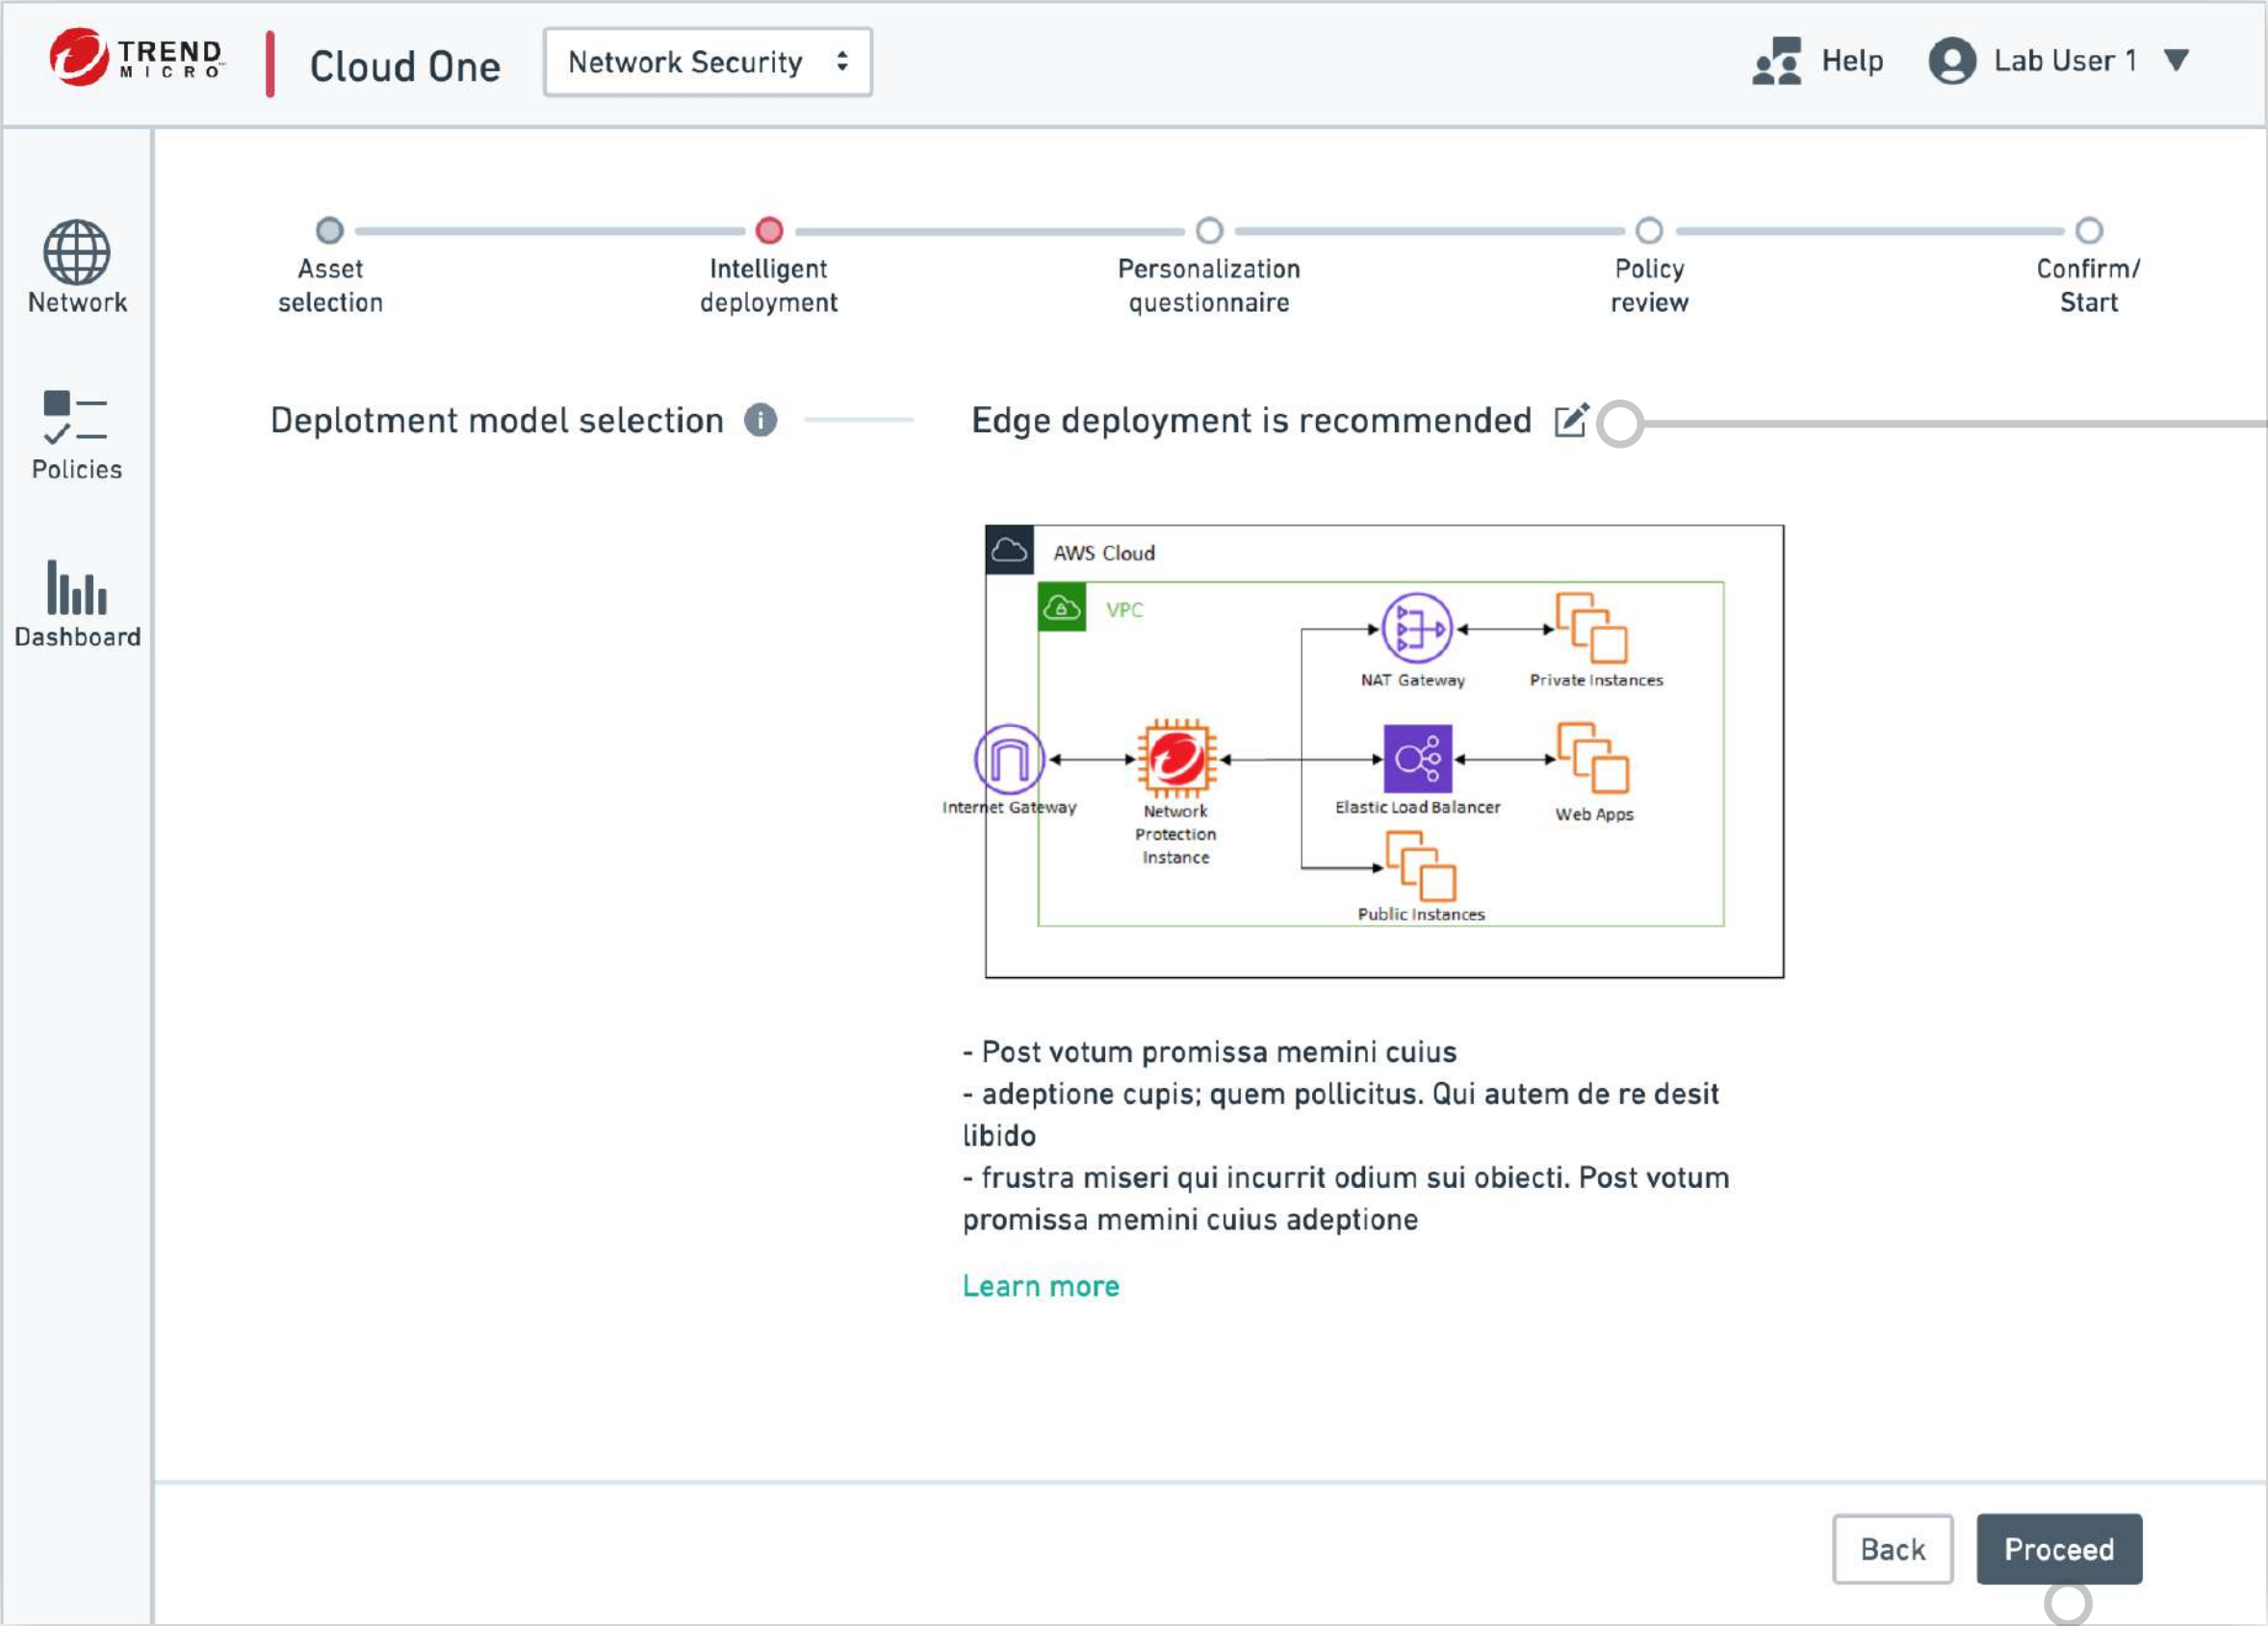 TREND
MICRO™
Cloud One
Network Security
Help
Lab User 1
Network
Policies
Dashboard
Asset
selection
Intelligent
deployment
Personalization
questionnaire
Policy
review
Confirm/
Start
Deplotment model selection
Edge deployment is recommended
AWS Cloud
VPC
NAT Gateway
Private Instances
Internet Gateway
Network
Protection
Instance
Elastic Load Balancer
Web Apps
Public Instances
- Post votum promissa memini cuius
- adeptione cupis; quem pollicitus. Qui autem de re desit
libido
- frustra miseri qui incurrit odium sui obiecti. Post votum
promissa memini cuius adeptione
Learn more
Back
Proceed